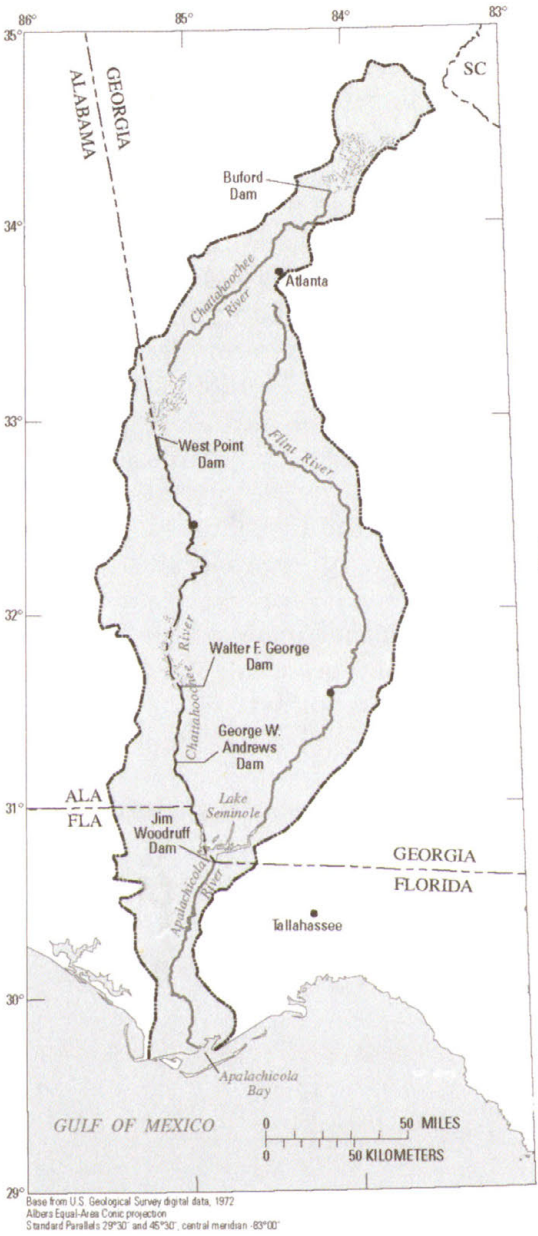 86°
85°
84°
83°
35°
SC
GEORGIA
ALABAMA
Buford
Dam
34°
Atlanta
Chattahoochee
River
33°
West Point
Dam
Flint River
32°
Walter F. George
Dam
Chattahoochee River
George W.
Andrews
Dam
31°
ALA
FLA
Lake
Seminole
Jim
Woodruff
Dam
GEORGIA
FLORIDA
Apalachicola
River
Tallahassee
30°
Apalachicola
Bay
GULF OF MEXICO
0 50 MILES
0 50 KILOMETERS
29°
Base from U.S. Geological Survey digital data, 1972
Albers Equal-Area Conic projection
Standard Parallels 29°30' and 45°30', central meridian -83°00'